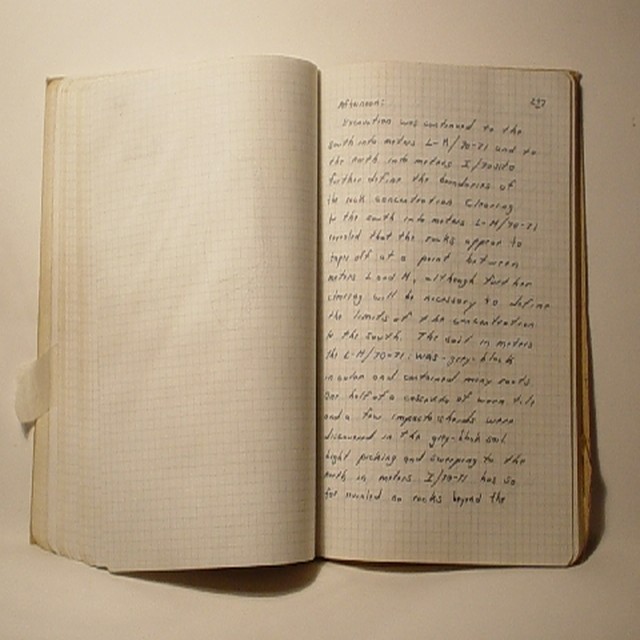 237
Afternoon:
Excavation was continued to the
south into meters L-M/70-71 and to
the north into meters I/70 to
further define the boundaries of
the rock concentration. Clearing
to the south into meters L-M/70-71
revealed that the rocks appear to
taper off at a point between
meters L and M, although further
clearing will be necessary to define
the limits of the concentration
to the south. The soil in meters
the L-M/70-71 was grey-black
in color and contained many roots.
One half of a of worn tile
and a few sherds were
discovered in the grey-black soil.
Light picking and sweeping to the
north in meters I/70-71 has so
far revealed no rocks beyond the